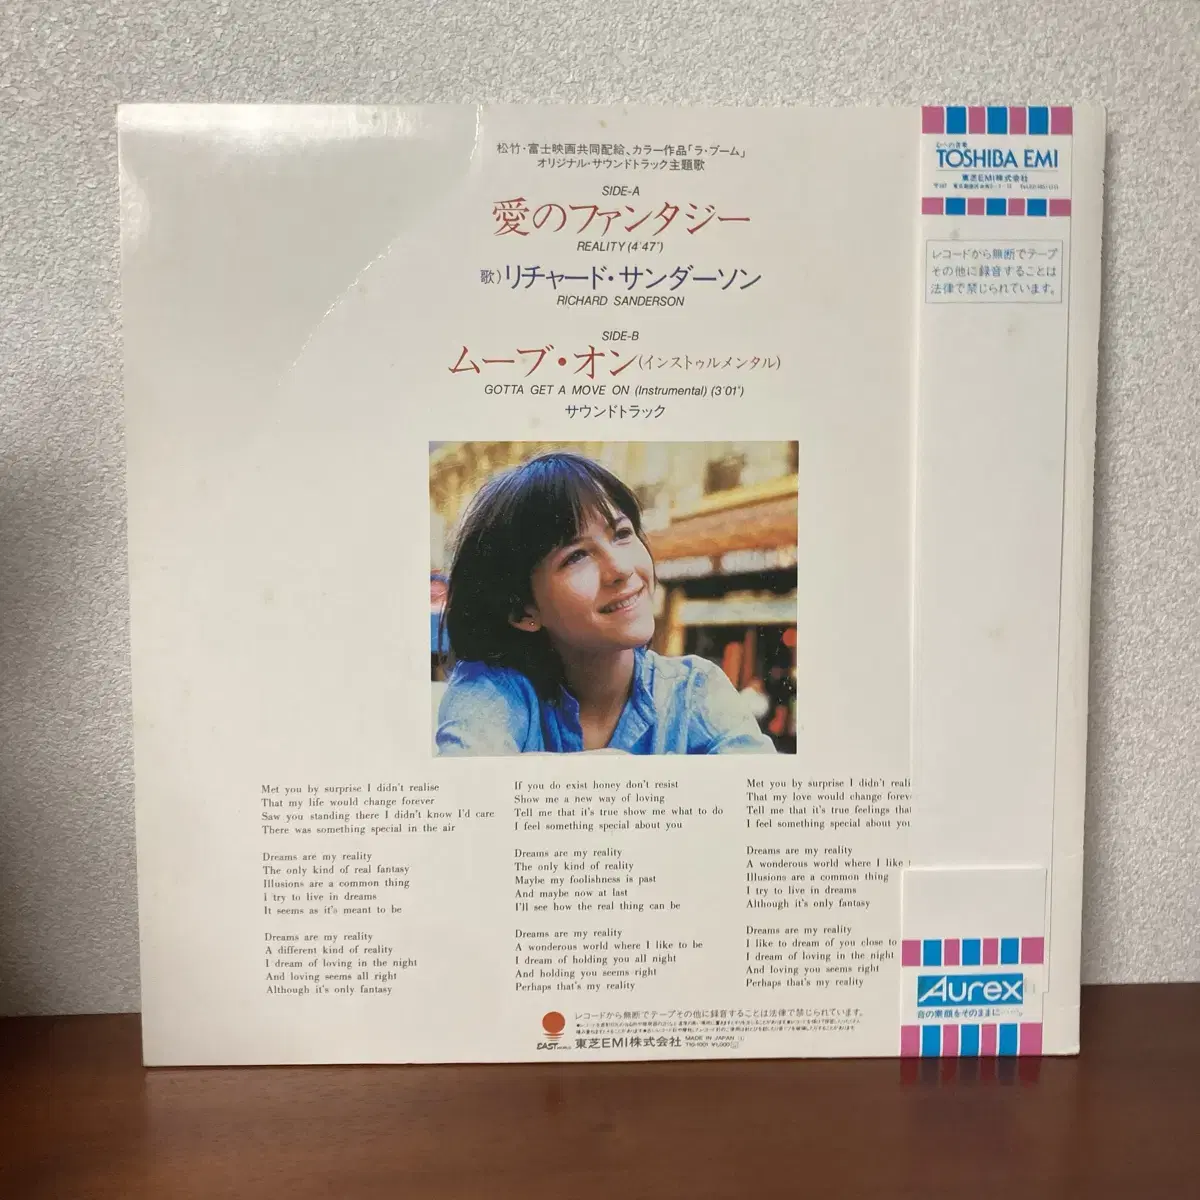 松竹・富士映画共同配給、カラー作品「ラ・ブーム」
オリジナル・サウンドトラック主題歌
SIDE-A
愛のファンタジー
REALITY (4'47")
歌）リチャード・サンダーソン
RICHARD SANDERSON
SIDE-B
ムーブ・オン(インストゥルメンタル)
GOTTA GET A MOVE ON (Instrumental) (3'01")
サウンドトラック
Met you by surprise I didn't realise
That my life would change forever
Saw you standing there I didn't know I'd care
There was something special in the air
Dreams are my reality
The only kind of real fantasy
Illusions are a common thing
I try to live in dreams
It seems as it's meant to be
Dreams are my reality
A different kind of reality
I dream of loving in the night
And loving seems all right
Although it's only fantasy
If you do exist honey don't resist
Show me a new way of loving
Tell me that it's true show me what to do
I feel something special about you
Dreams are my reality
The only kind of reality
Maybe my foolishness is past
And maybe now at last
I'll see how the real thing can be
Dreams are my reality
A wonderous world where I like to be
I dream of holding you all night
And holding you seems right
Perhaps that's my reality
Met you by surprise I didn't reali
That my love would change forev
Tell me that it's true feelings tha
I feel something special about you
Dreams are my reality
A wonderous world where I like
Illusions are a common thing
I try to live in dreams
Although it's only fantasy
Dreams are my reality
I like to dream of you close to
I dream of loving in the night
And loving you seems right
Perhaps that's my reality
レコードから無断でテープその他に録音することは法律で禁じられています。
EAST WORLD
東芝EMI株式会社
MADE IN JAPAN
T10-1001 ¥1,000
心への音楽
TOSHIBA EMI
東芝EMI株式会社
レコードから無断でテープ
その他に録音することは
法律で禁じられています。
Aurex
音の素顔をそのままに……。